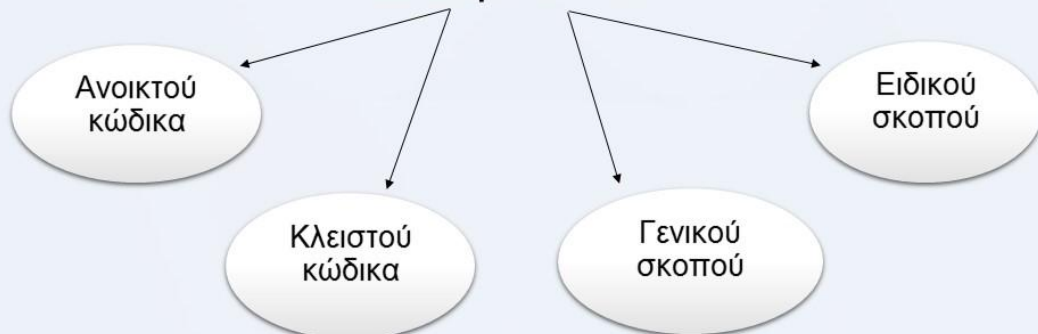 Ανοικτού
κώδικα
Κλειστού
κώδικα
Γενικού
σκοπού
Ειδικού
σκοπού